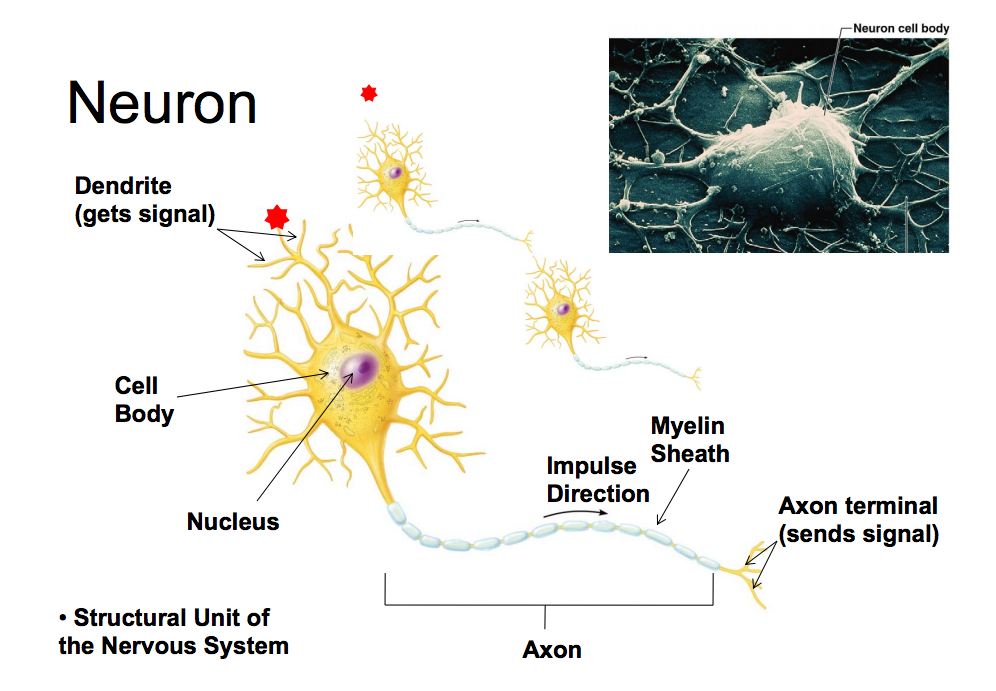 Neuron cell body
Neuron
Dendrite
(gets signal)
Cell
Body
Nucleus
Impulse
Direction
Myelin
Sheath
Axon terminal
(sends signal)
Axon
• Structural Unit of
the Nervous System